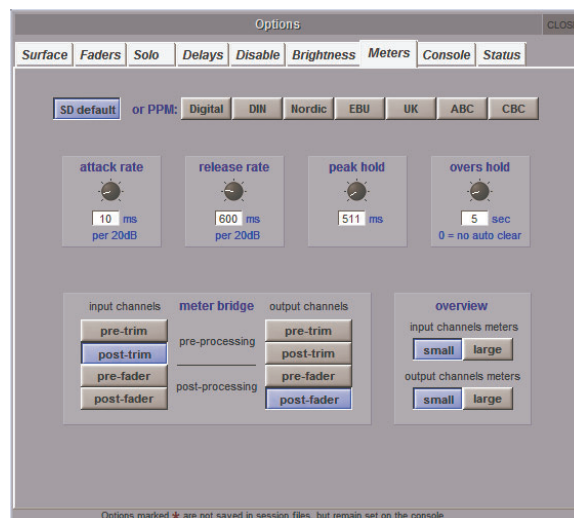 Options CLOSE
Surface Faders Solo Delays Disable Brightness Meters Console Status
SD default or PPM: Digital DIN Nordic EBU UK ABC CBC
attack rate release rate peak hold overs hold
10 ms 600 ms 511 ms 5 sec
per 20dB per 20dB 0 = no auto clear
input channels meter bridge output channels overview
pre-trim pre-trim input channels meters
pre-processing
post-trim post-trim small large
pre-fader pre-fader output channels meters
post-processing
post-fader post-fader small large
Options marked * are not saved in session files, but remain set on the console